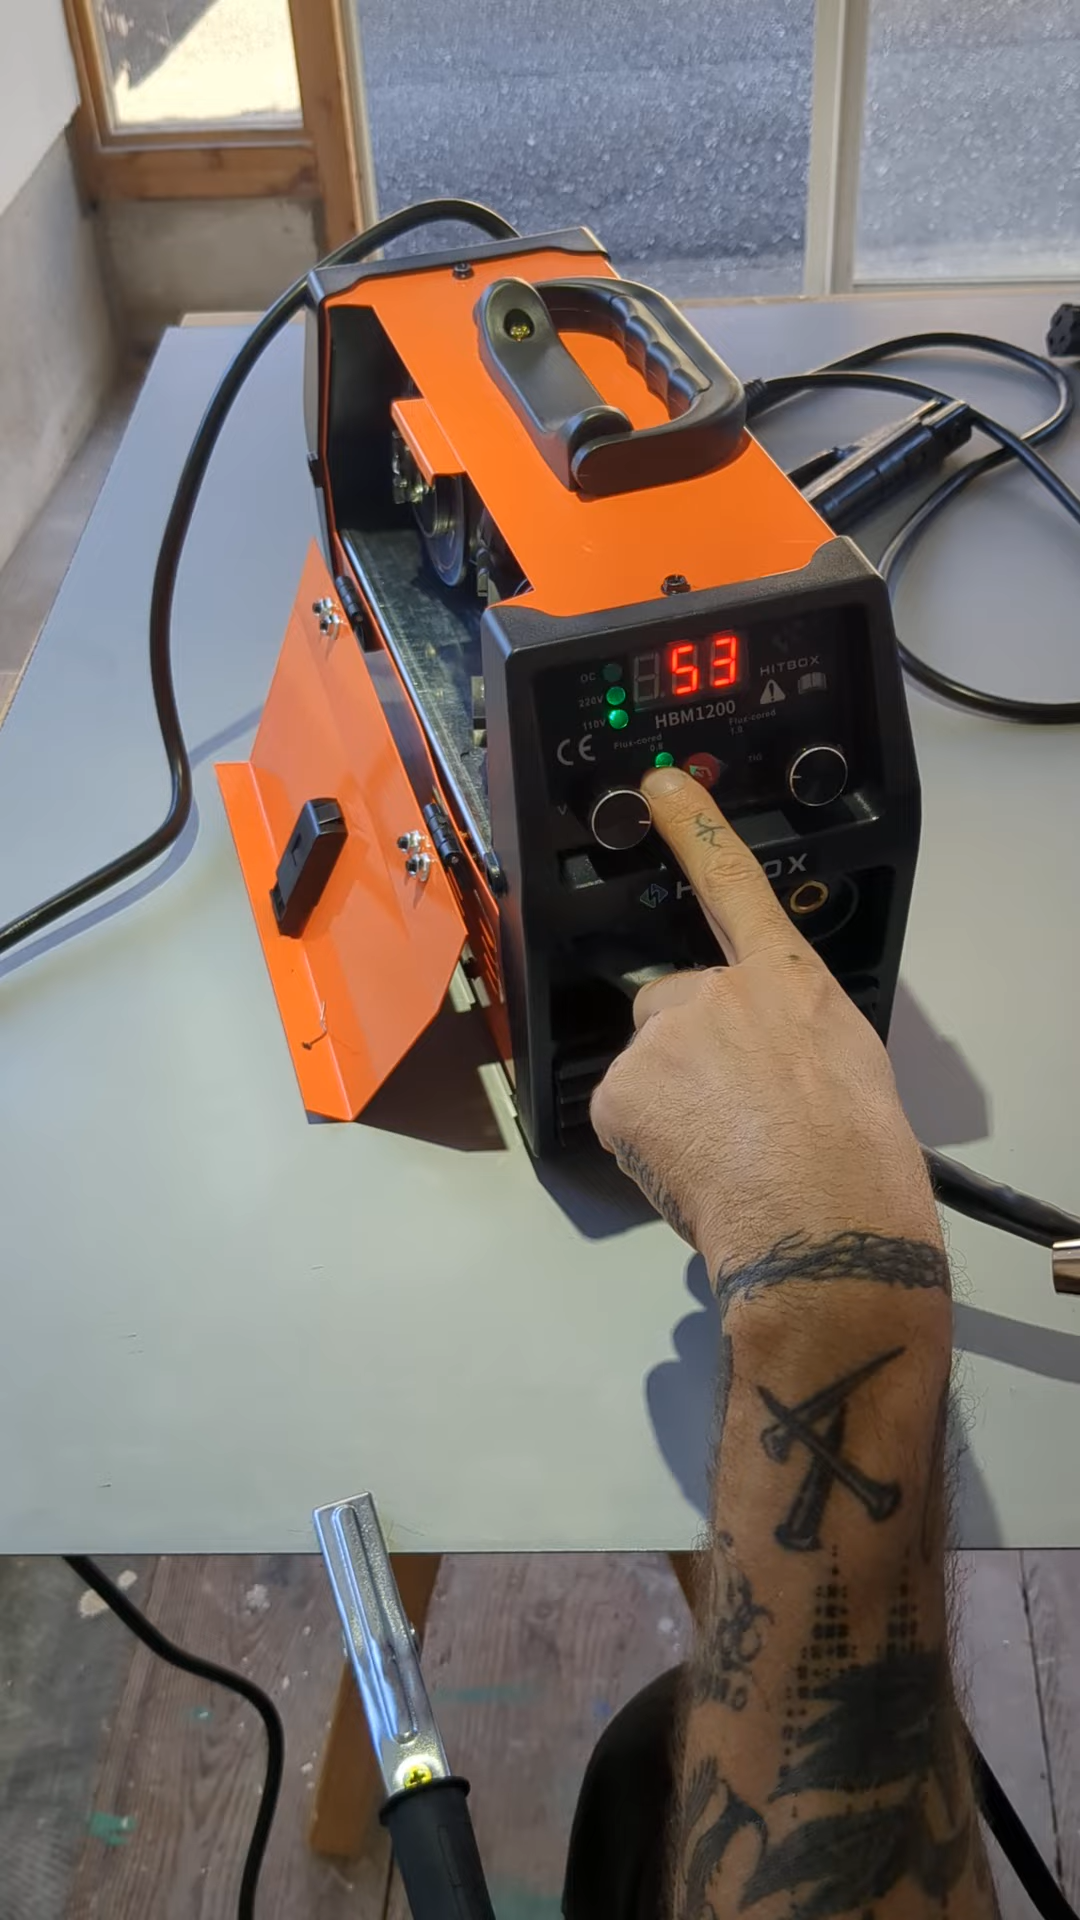 OC
53
HITBOX
220V
110V
HBM1200
CE
Flux-cored
0.8
Flux-cored
1.0
TIG
V